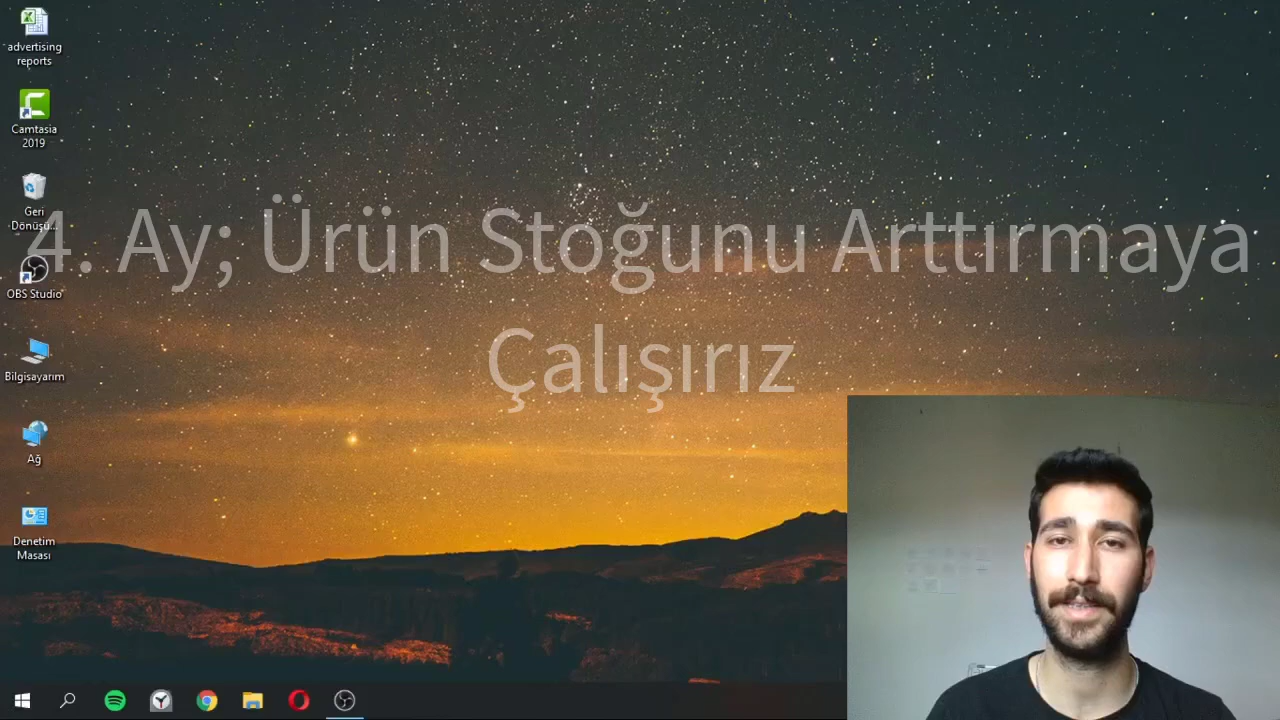 advertising
reports
Camtasia
2019
Geri
Dönüşü...
4. Ay; Ürün Stoğunu Arttırmaya
Çalışırız
OBS Studio
Bilgisayarım
Ağ
Denetim
Masası